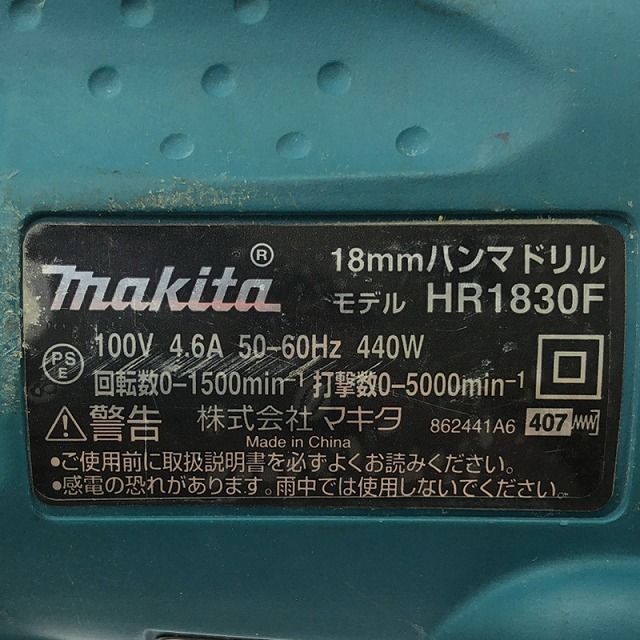 makita®
18mmハンマドリル
モデル HR1830F
PS E
100V 4.6A 50~60Hz 440W
回転数0-1500min⁻¹ 打撃数0-5000min⁻¹
警告 株式会社マキタ 862441A6 407
Made in China
•ご使用前に取扱説明書を必ずよくお読みください。
•感電の恐れがあります。雨中では使用しないでください。